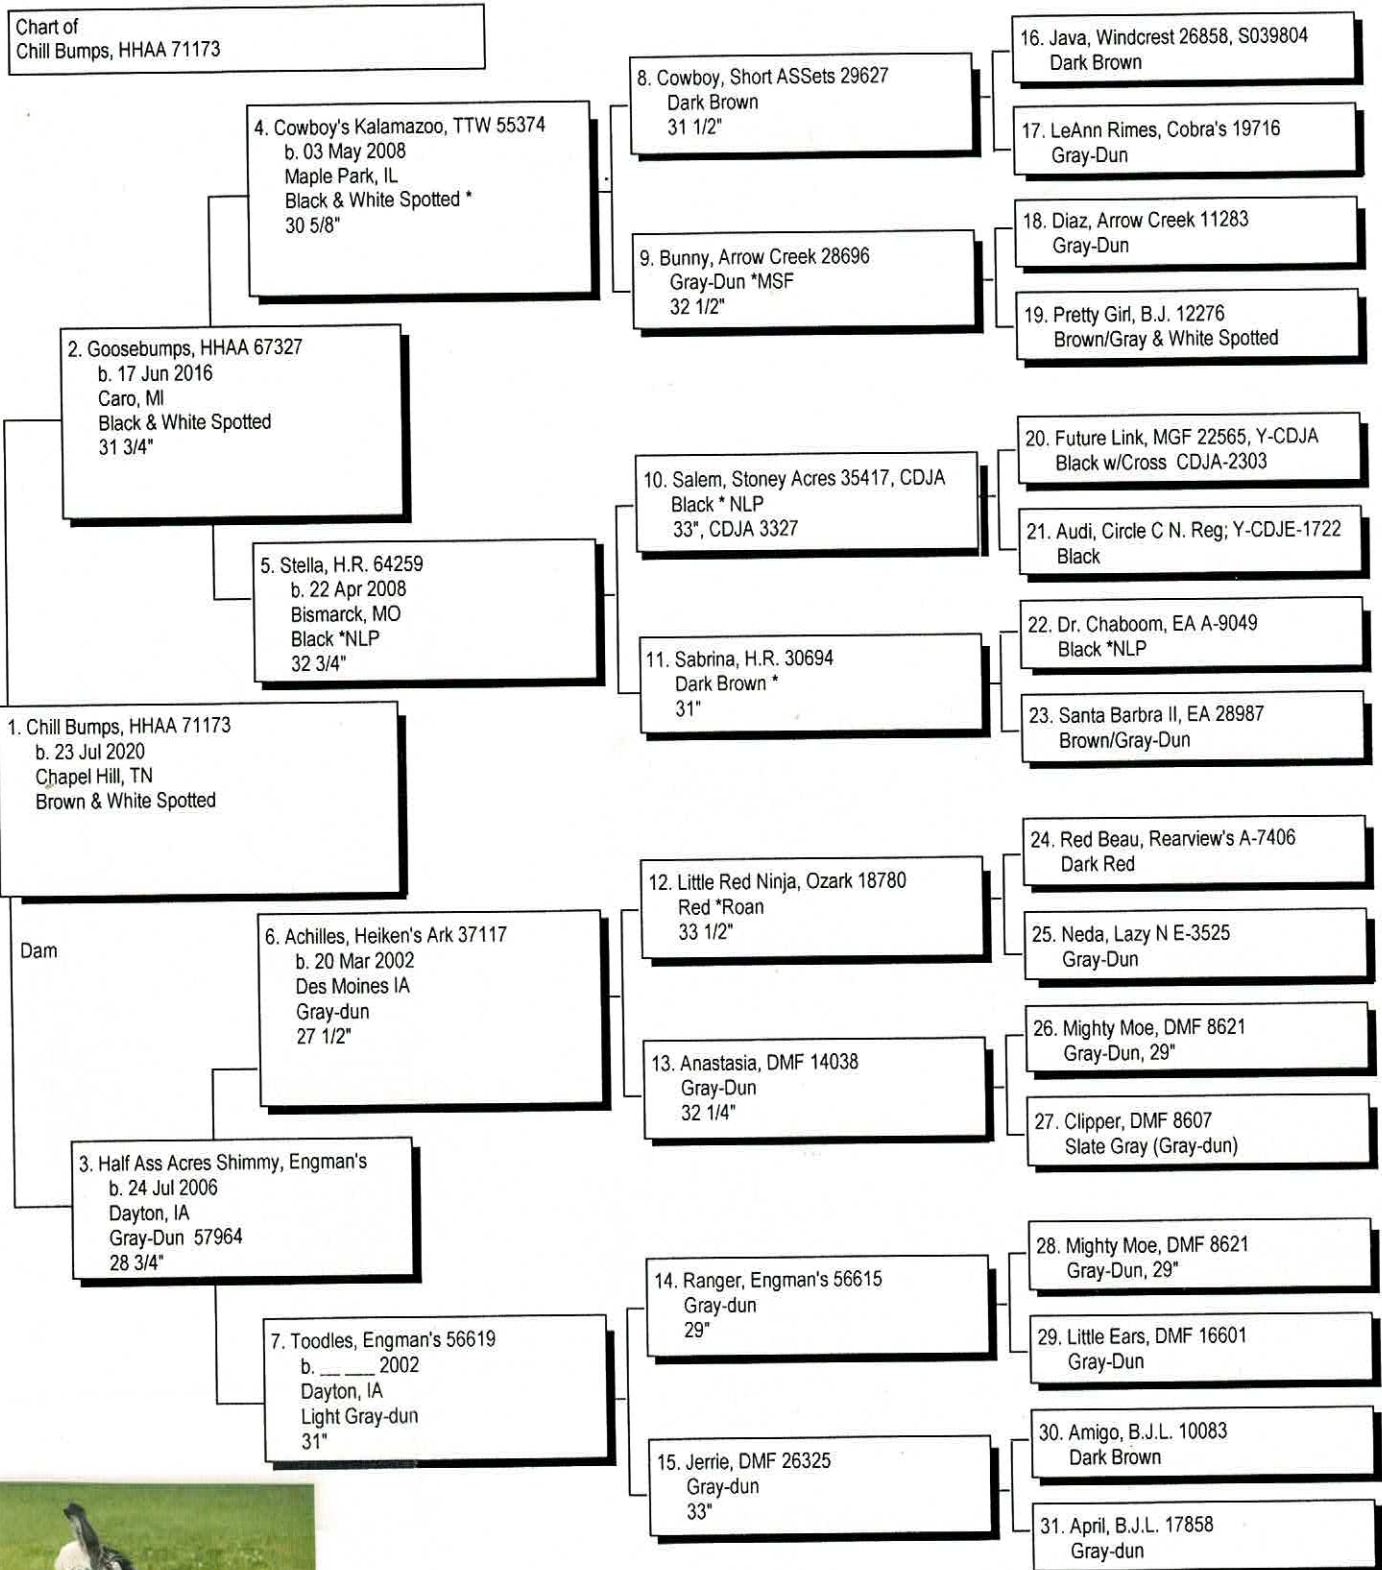 Chart of
Chill Bumps, HHAA 71173
1. Chill Bumps, HHAA 71173
b. 23 Jul 2020
Chapel Hill, TN
Brown & White Spotted
Dam
2. Goosebumps, HHAA 67327
b. 17 Jun 2016
Caro, MI
Black & White Spotted
31 3/4"
3. Half Ass Acres Shimmy, Engman's
b. 24 Jul 2006
Dayton, IA
Gray-Dun 57964
28 3/4"
4. Cowboy's Kalamazoo, TTW 55374
b. 03 May 2008
Maple Park, IL
Black & White Spotted *
30 5/8"
5. Stella, H.R. 64259
b. 22 Apr 2008
Bismarck, MO
Black *NLP
32 3/4"
6. Achilles, Heiken's Ark 37117
b. 20 Mar 2002
Des Moines IA
Gray-dun
27 1/2"
7. Toodles, Engman's 56619
b. __ ___ 2002
Dayton, IA
Light Gray-dun
31"
8. Cowboy, Short ASSets 29627
Dark Brown
31 1/2"
9. Bunny, Arrow Creek 28696
Gray-Dun *MSF
32 1/2"
10. Salem, Stoney Acres 35417, CDJA
Black * NLP
33", CDJA 3327
11. Sabrina, H.R. 30694
Dark Brown *
31"
12. Little Red Ninja, Ozark 18780
Red *Roan
33 1/2"
13. Anastasia, DMF 14038
Gray-Dun
32 1/4"
14. Ranger, Engman's 56615
Gray-dun
29"
15. Jerrie, DMF 26325
Gray-dun
33"
16. Java, Windcrest 26858, S039804
Dark Brown
17. LeAnn Rimes, Cobra's 19716
Gray-Dun
18. Diaz, Arrow Creek 11283
Gray-Dun
19. Pretty Girl, B.J. 12276
Brown/Gray & White Spotted
20. Future Link, MGF 22565, Y-CDJA
Black w/Cross CDJA-2303
21. Audi, Circle C N. Reg; Y-CDJE-1722
Black
22. Dr. Chaboom, EA A-9049
Black *NLP
23. Santa Barbra II, EA 28987
Brown/Gray-Dun
24. Red Beau, Rearview's A-7406
Dark Red
25. Neda, Lazy N E-3525
Gray-Dun
26. Mighty Moe, DMF 8621
Gray-Dun, 29"
27. Clipper, DMF 8607
Slate Gray (Gray-dun)
28. Mighty Moe, DMF 8621
Gray-Dun, 29"
29. Little Ears, DMF 16601
Gray-Dun
30. Amigo, B.J.L. 10083
Dark Brown
31. April, B.J.L. 17858
Gray-dun